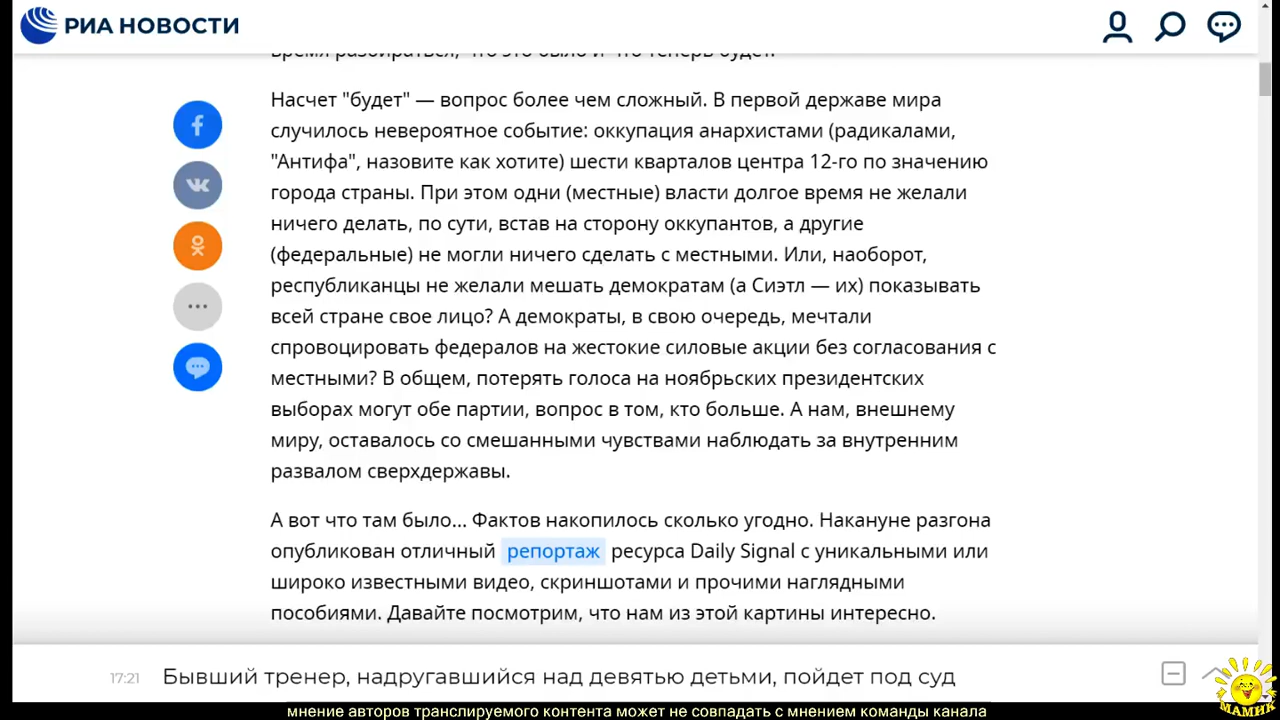 РИА НОВОСТИ
время разбираться, что это было и что теперь будет.
Насчет "будет" — вопрос более чем сложный. В первой державе мира
случилось невероятное событие: оккупация анархистами (радикалами,
"Антифа", назовите как хотите) шести кварталов центра 12-го по значению
города страны. При этом одни (местные) власти долгое время не желали
ничего делать, по сути, встав на сторону оккупантов, а другие
(федеральные) не могли ничего сделать с местными. Или, наоборот,
республиканцы не желали мешать демократам (а Сиэтл — их) показывать
всей стране свое лицо? А демократы, в свою очередь, мечтали
спровоцировать федералов на жестокие силовые акции без согласования с
местными? В общем, потерять голоса на ноябрьских президентских
выборах могут обе партии, вопрос в том, кто больше. А нам, внешнему
миру, оставалось со смешанными чувствами наблюдать за внутренним
развалом сверхдержавы.
А вот что там было... Фактов накопилось сколько угодно. Накануне разгона
опубликован отличный репортаж ресурса Daily Signal с уникальными или
широко известными видео, скриншотами и прочими наглядными
пособиями. Давайте посмотрим, что нам из этой картины интересно.
17:21 Бывший тренер, надругавшийся над девятью детьми, пойдет под суд
МАМИК
мнение авторов транслируемого контента может не совпадать с мнением команды канала